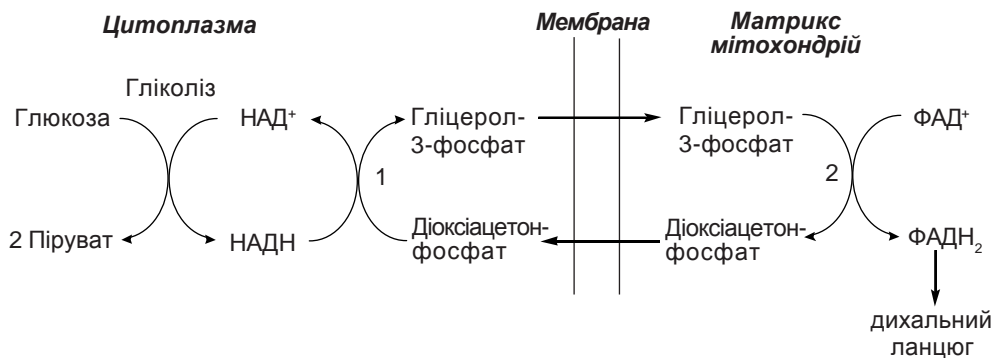 Цитоплазма
Мембрана
Матрикс
мітохондрій
Гліколіз
Глюкоза
НАД⁺
Гліцерол-
3-фосфат
Гліцерол-
3-фосфат
ФАД⁺
1
2
2 Піруват
НАДН
Діоксіацетон-
фосфат
Діоксіацетон-
фосфат
ФАДН₂
дихальний
ланцюг